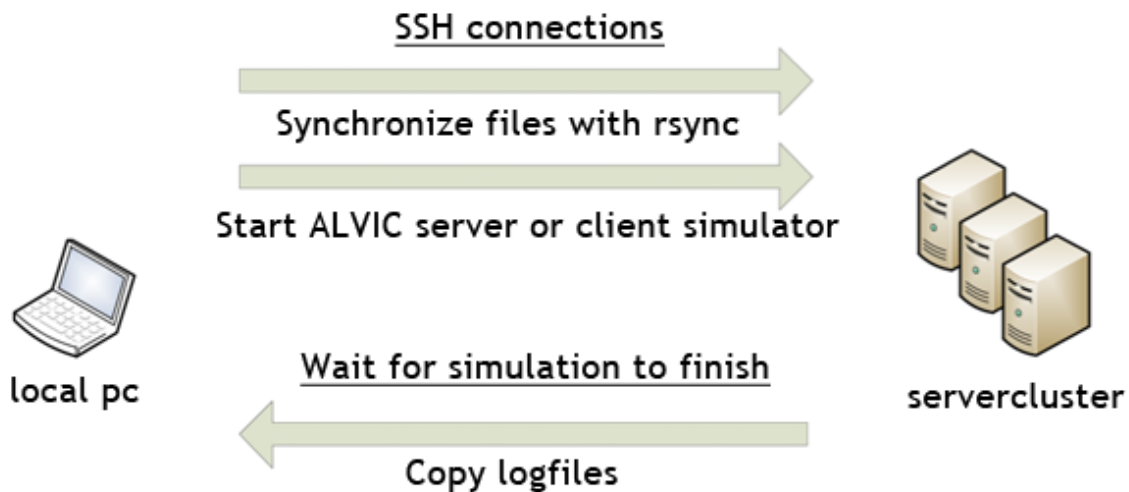 SSH connections
Synchronize files with rsync
Start ALVIC server or client simulator
local pc
Wait for simulation to finish
servercluster
Copy logfiles